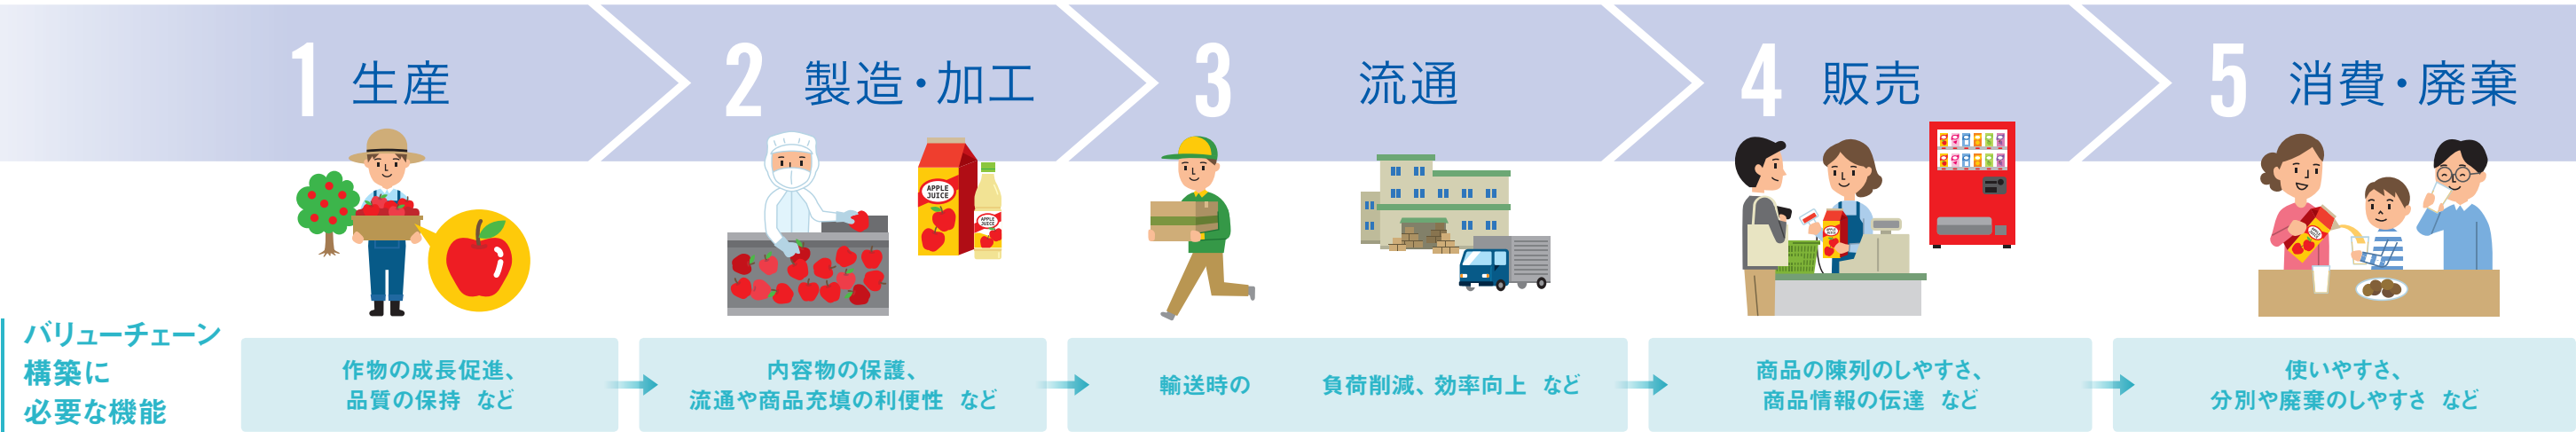 1 生産
2 製造・加工
3 流通
4 販売
5 消費・廃棄
APPLE
JUICE
APPLE
JUICE
バリューチェーン
構築に
必要な機能
作物の成長促進、
品質の保持 など
内容物の保護、
流通や商品充填の利便性 など
輸送時の 負荷削減、効率向上 など
商品の陳列のしやすさ、
商品情報の伝達 など
使いやすさ、
分別や廃棄のしやすさ など